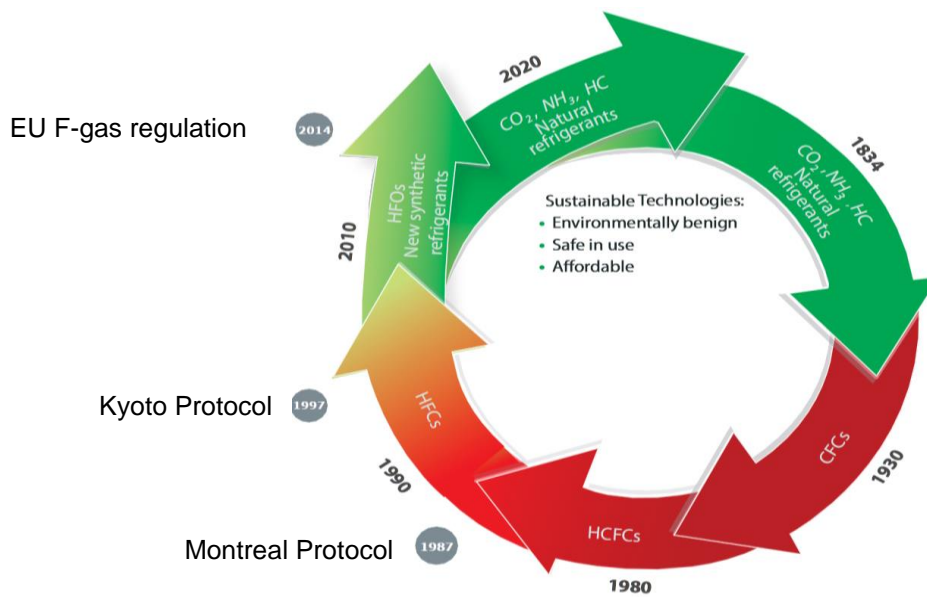 2020
CO₂, NH₃, HC
Natural
refrigerants
1834
CO₂, NH₃, HC
Natural
refrigerants
EU F-gas regulation
2014
HFOs
New synthetic
refrigerants
2010
Sustainable Technologies:
• Environmentally benign
• Safe in use
• Affordable
Kyoto Protocol
1997
HFCs
CFCs
1930
1990
Montreal Protocol
1987
HCFCs
1980